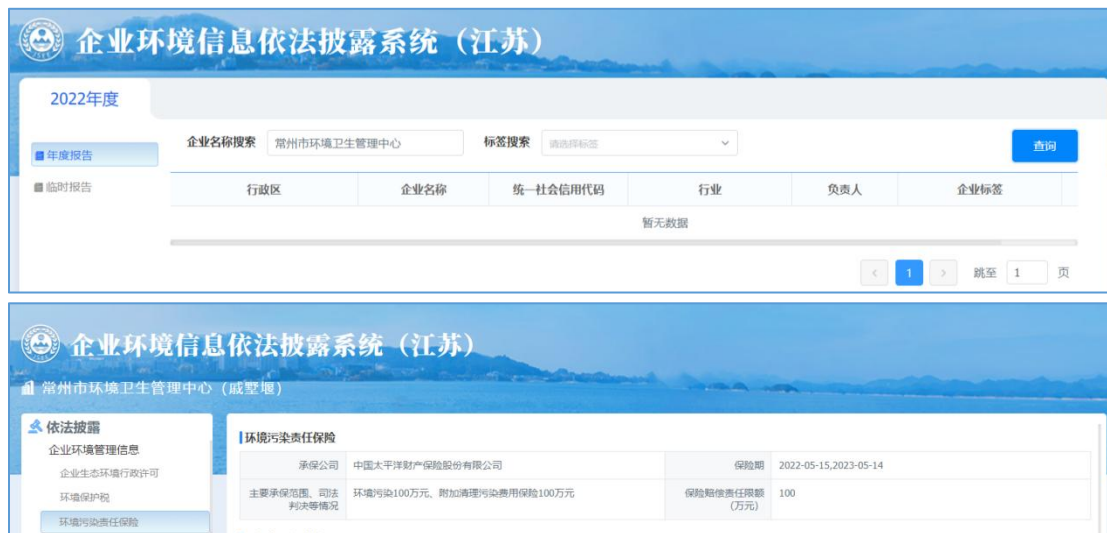 企业环境信息依法披露系统（江苏）
2022年度
年度报告
临时报告
企业名称搜索 常州市环境卫生管理中心 标签搜索 请选择标签 查询
行政区 企业名称 统一社会信用代码 行业 负责人 企业标签
暂无数据
< 1 > 跳至 1 页
企业环境信息依法披露系统（江苏）
常州市环境卫生管理中心（戚墅堰）
依法披露
企业环境管理信息
企业生态环境行政许可
环境保护税
环境污染责任保险
环境污染责任保险
承保公司 中国太平洋财产保险股份有限公司 保险期 2022-05-15,2023-05-14
主要承保范围、司法判决等情况 环境污染100万元、附加清理污染费用保险100万元 保险赔偿责任限额（万元） 100